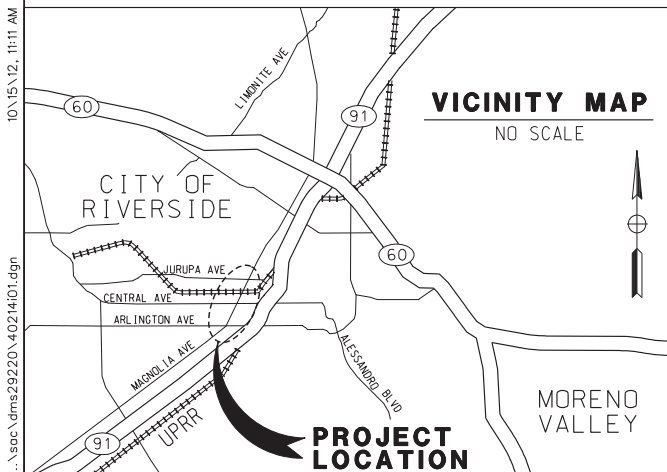 10\15\12, 11:11 AM
..\sac\dms29220\40214i01.dgn
LIMONITE AVE
60
91
VICINITY MAP
NO SCALE
CITY OF
RIVERSIDE
60
JURUPA AVE
CENTRAL AVE
ARLINGTON AVE
MAGNOLIA AVE
ALESSANDRO BLVD
MORENO
VALLEY
UPRR
91
PROJECT
LOCATION